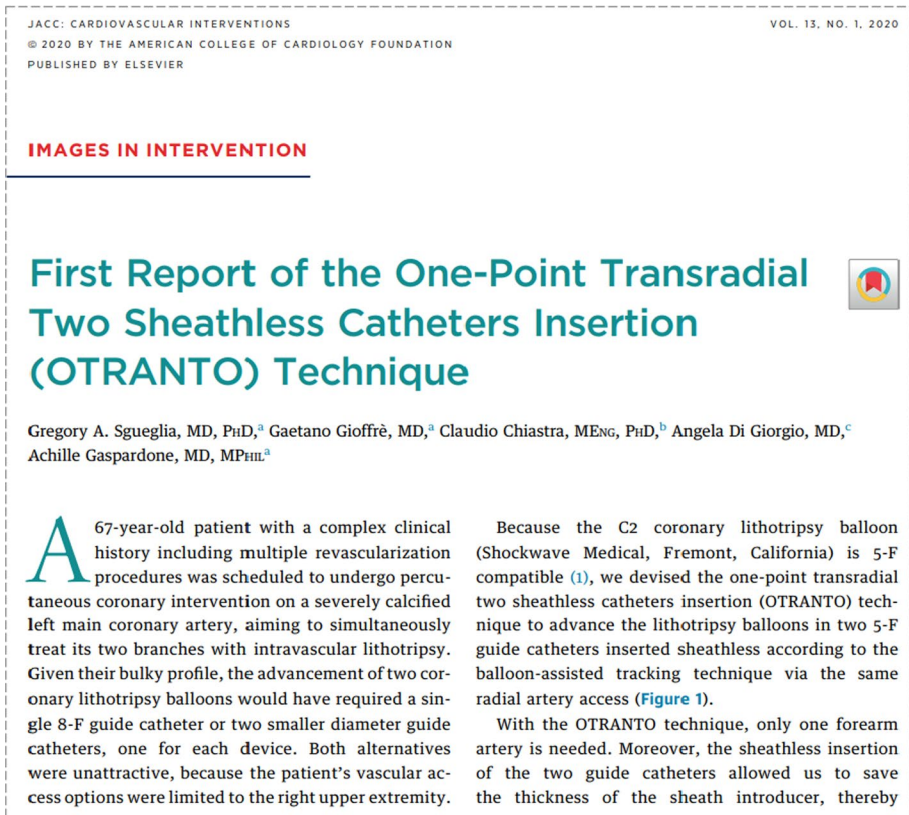 JACC: CARDIOVASCULAR INTERVENTIONS
VOL. 13, NO. 1, 2020
© 2020 BY THE AMERICAN COLLEGE OF CARDIOLOGY FOUNDATION
PUBLISHED BY ELSEVIER
IMAGES IN INTERVENTION
First Report of the One-Point Transradial
Two Sheathless Catheters Insertion
(OTRANTO) Technique
Gregory A. Sgueglia, MD, PhD,a Gaetano Gioffrè, MD,a Claudio Chiastra, MEng, PhD,b Angela Di Giorgio, MD,c
Achille Gaspardone, MD, MPhila
A 67-year-old patient with a complex clinical
history including multiple revascularization
procedures was scheduled to undergo percu-
taneous coronary intervention on a severely calcified
left main coronary artery, aiming to simultaneously
treat its two branches with intravascular lithotripsy.
Given their bulky profile, the advancement of two cor-
onary lithotripsy balloons would have required a sin-
gle 8-F guide catheter or two smaller diameter guide
catheters, one for each device. Both alternatives
were unattractive, because the patient's vascular ac-
cess options were limited to the right upper extremity.
Because the C2 coronary lithotripsy balloon
(Shockwave Medical, Fremont, California) is 5-F
compatible (1), we devised the one-point transradial
two sheathless catheters insertion (OTRANTO) tech-
nique to advance the lithotripsy balloons in two 5-F
guide catheters inserted sheathless according to the
balloon-assisted tracking technique via the same
radial artery access (Figure 1).
With the OTRANTO technique, only one forearm
artery is needed. Moreover, the sheathless insertion
of the two guide catheters allowed us to save
the thickness of the sheath introducer, thereby